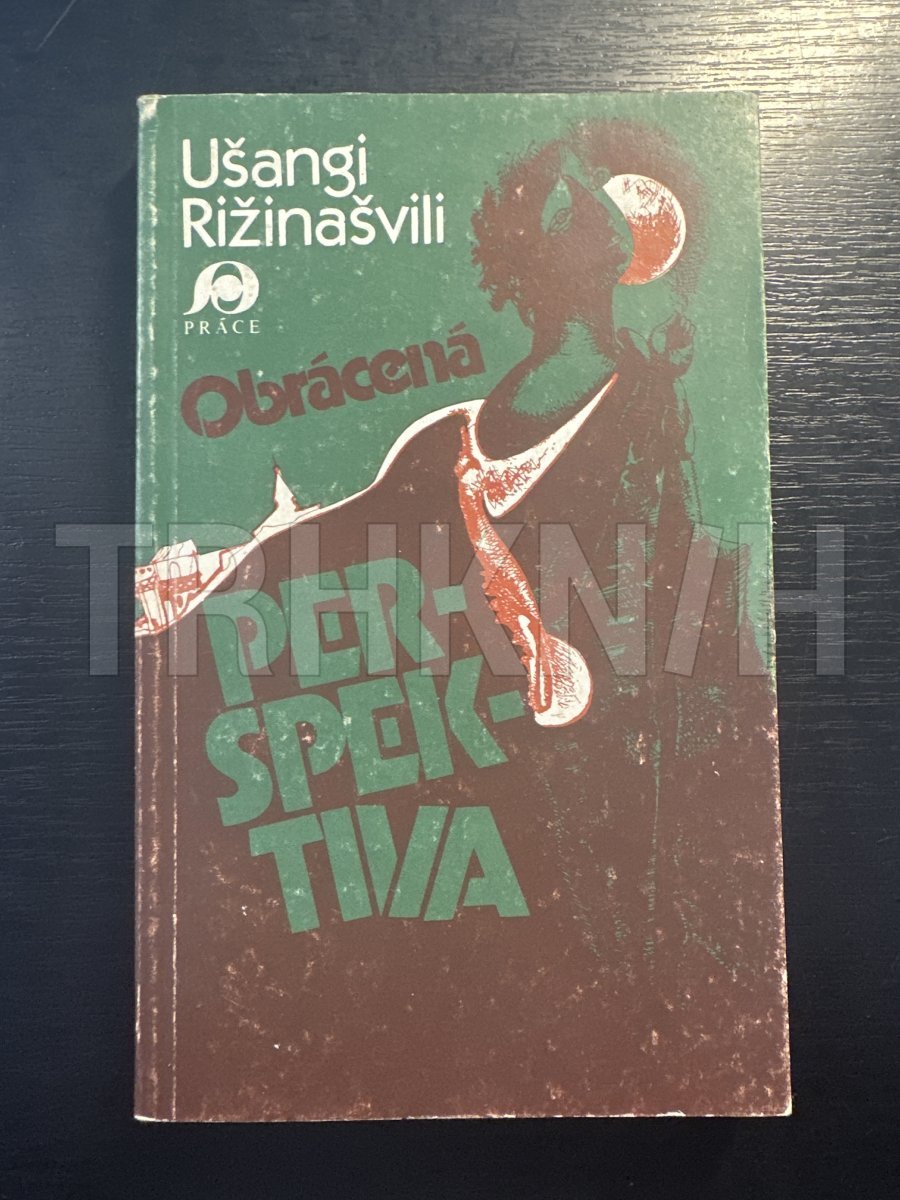 Ušangi
Rižinašvili
PRÁCE
Obrácená
PER-
SPEK-
TIVA
TRHKNIH